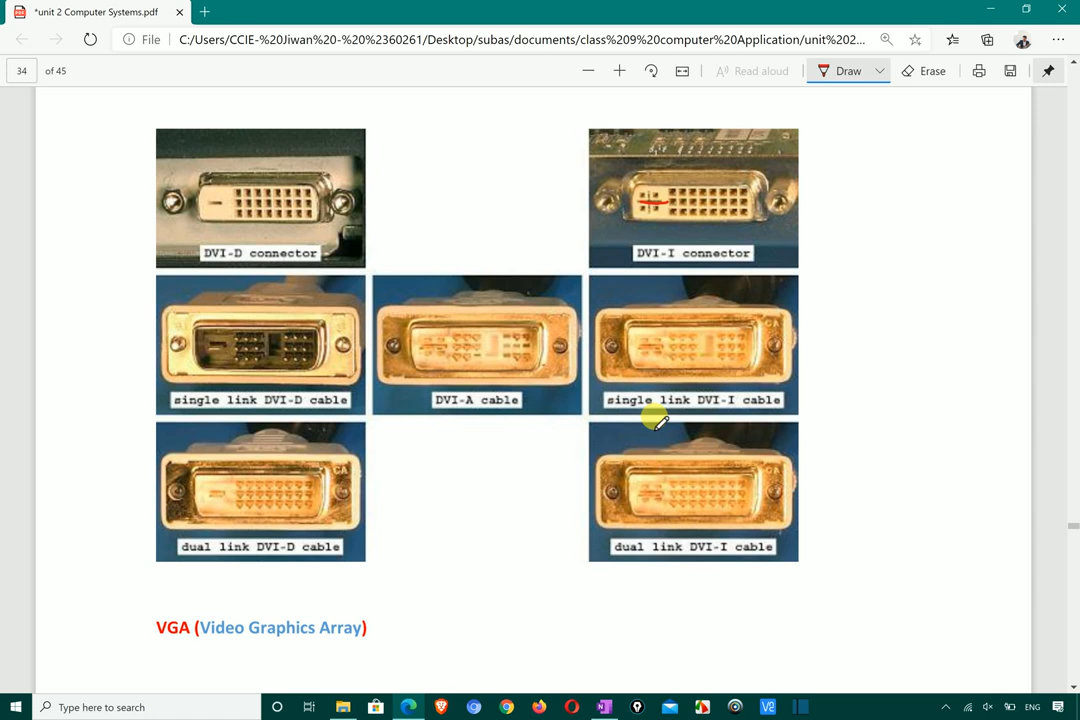 *unit 2 Computer Systems.pdf
File
C:/Users/CCIE-%20Jiwan%20-%20%2360261/Desktop/subas/documents/class%209%20computer%20Application/unit%202...
34 of 45
Read aloud
Draw
Erase
DVI-D connector
DVI-I connector
single link DVI-D cable
DVI-A cable
single link DVI-I cable
CA
dual link DVI-D cable
CA
dual link DVI-I cable
CA
VGA (Video Graphics Array)
Type here to search
ENG